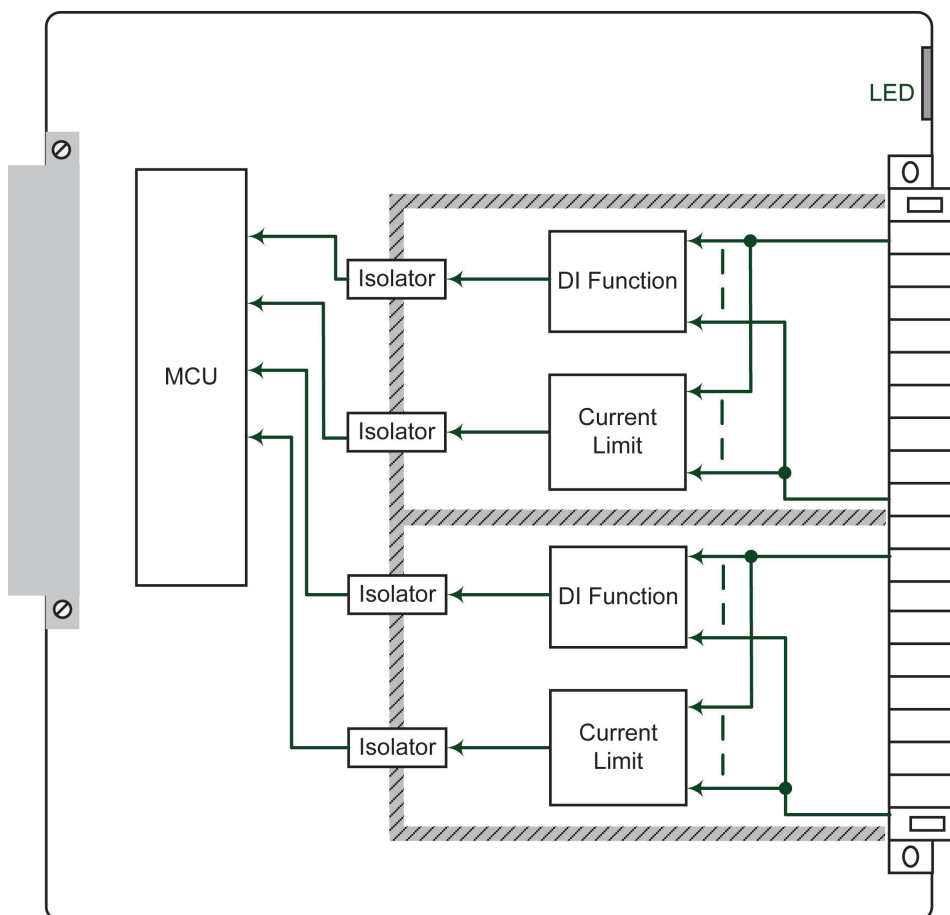 LED
MCU
Isolator
DI Function
Isolator
Current
Limit
Isolator
DI Function
Isolator
Current
Limit